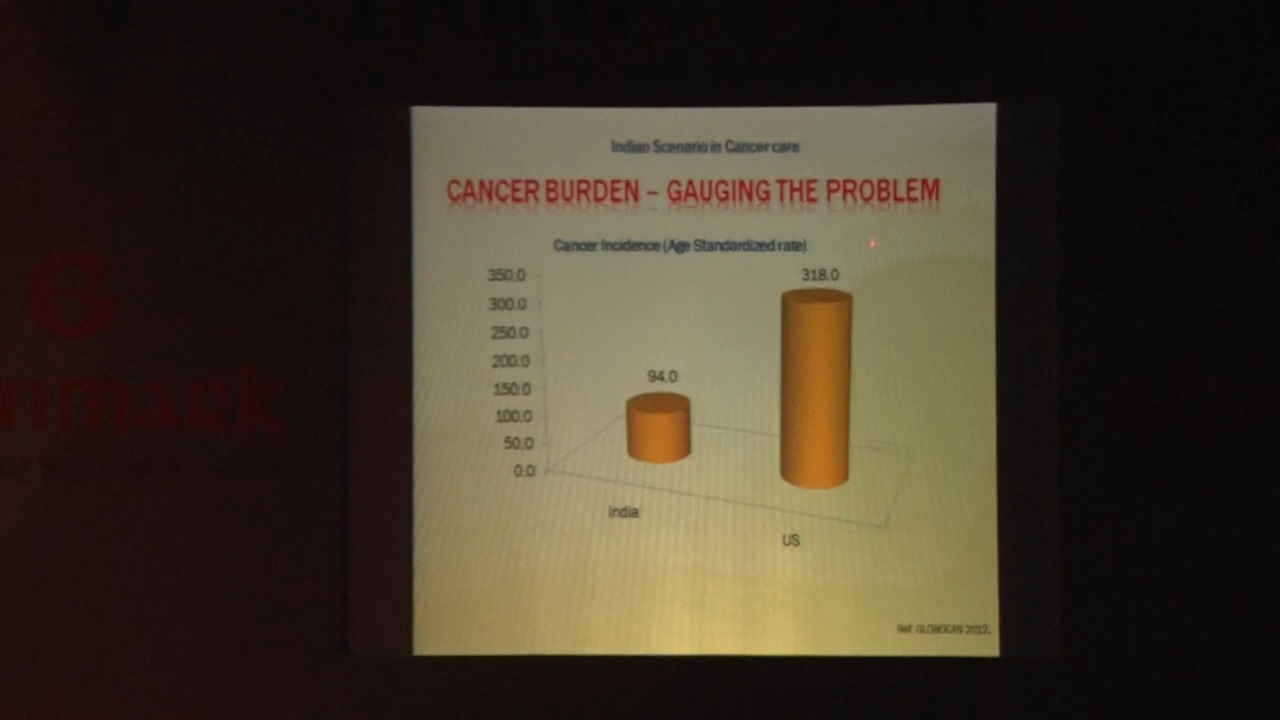 Indian Scenario in Cancer care
CANCER BURDEN – GAUGING THE PROBLEM
Cancer Incidence (Age Standardized rate)
350.0
300.0
250.0
200.0
150.0
100.0
50.0
0.0
94.0
318.0
India
US
Ref: GLOBOCAN 2012.
nmark